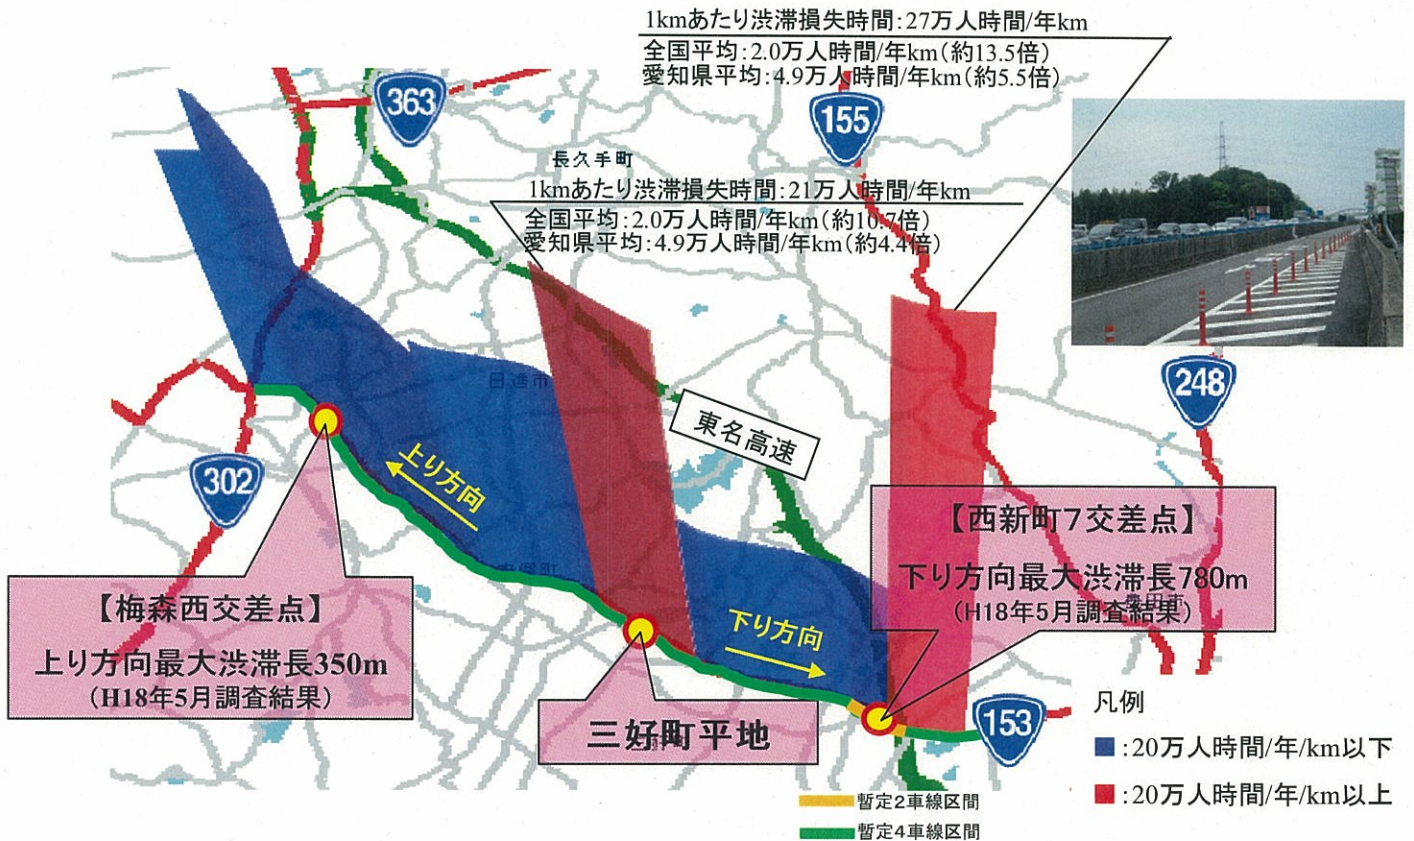 1kmあたり渋滞損失時間:27万人時間/年km
全国平均:2.0万人時間/年km(約13.5倍)
愛知県平均:4.9万人時間/年km(約5.5倍)
363
155
長久手町
1kmあたり渋滞損失時間:21万人時間/年km
全国平均:2.0万人時間/年km(約10.7倍)
愛知県平均:4.9万人時間/年km(約4.4倍)
日進市
248
東名高速
上り方向
302
【西新町7交差点】
下り方向最大渋滞長780m
(H18年5月調査結果)
【梅森西交差点】
上り方向最大渋滞長350m
(H18年5月調査結果)
下り方向
三好町平地
153
凡例
:20万人時間/年/km以下
:20万人時間/年/km以上
暫定2車線区間
暫定4車線区間